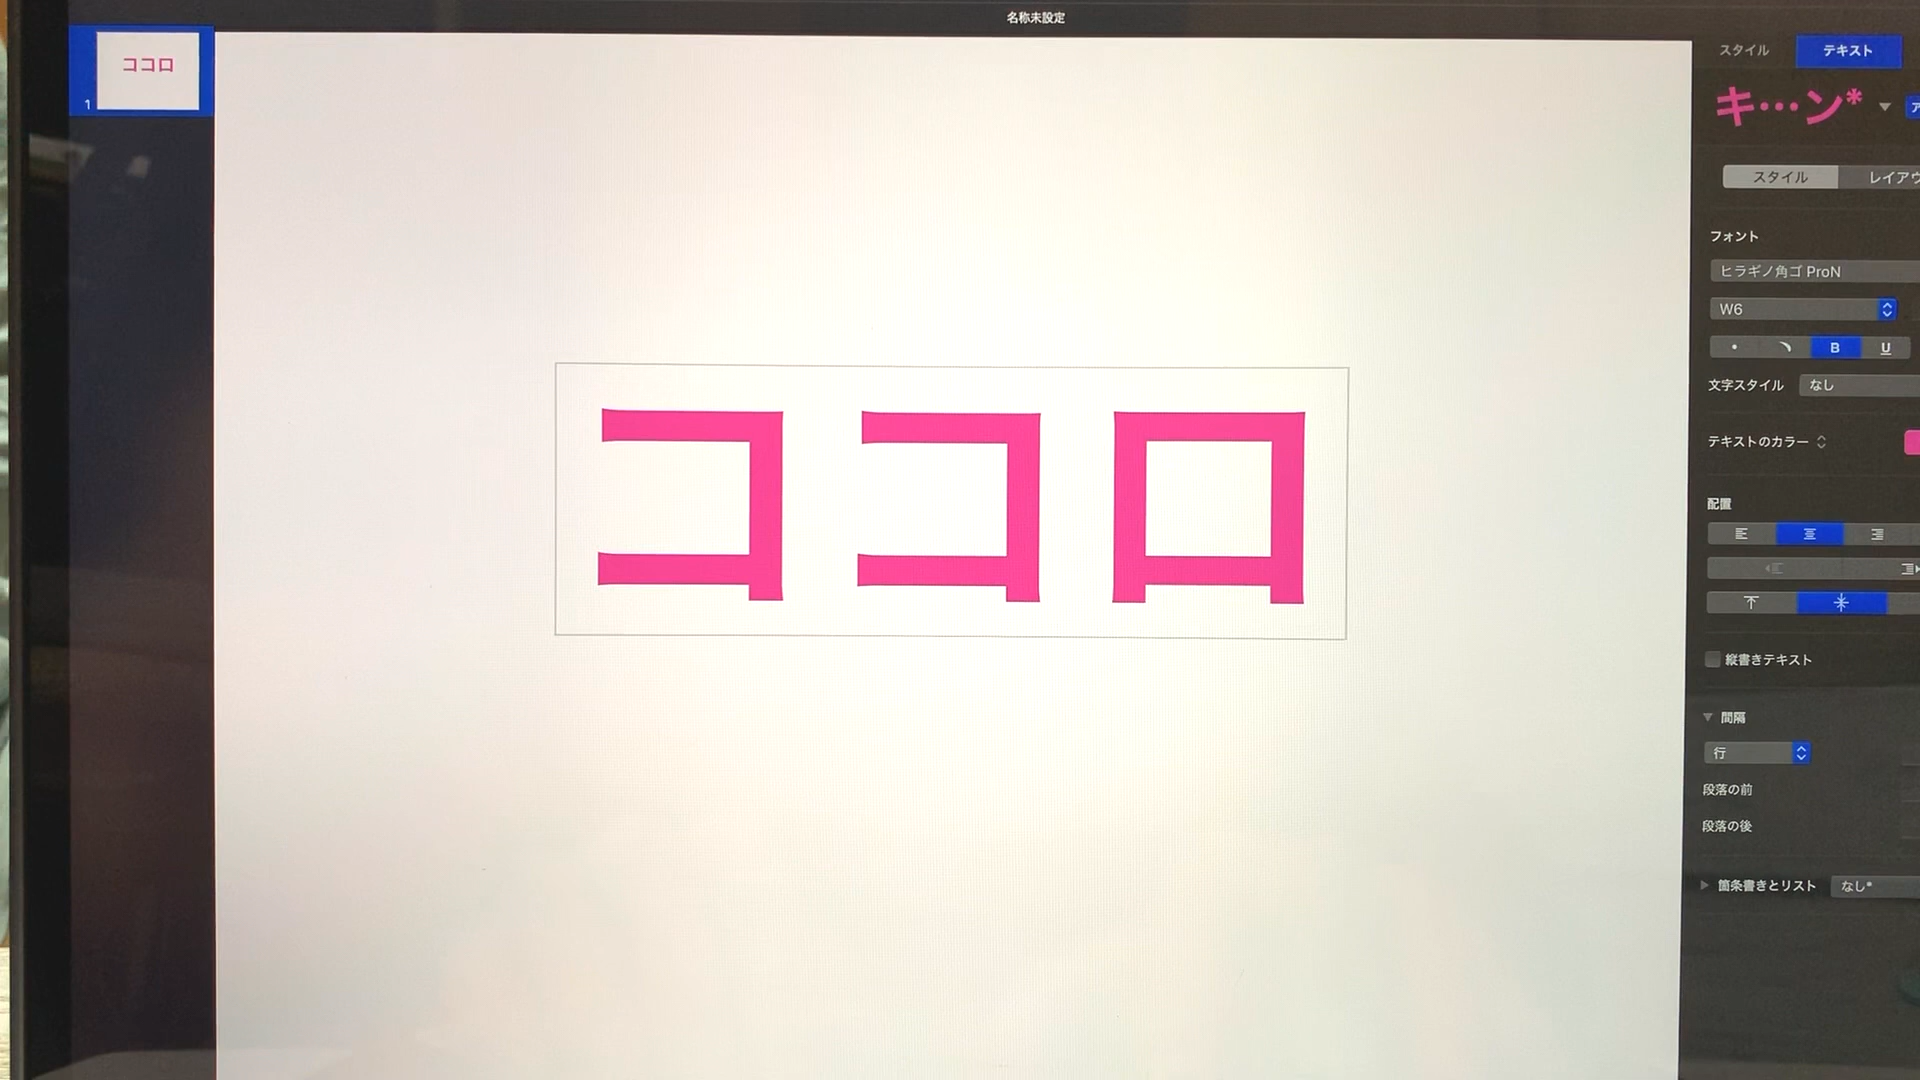 名称未設定
ココロ
1
ココロ
スタイル テキスト
キ…ン*
スタイル レイアウ
フォント
ヒラギノ角ゴ ProN
W6
B U
文字スタイル なし
テキストのカラー
配置
縦書きテキスト
間隔
行
段落の前
段落の後
箇条書きとリスト なし*